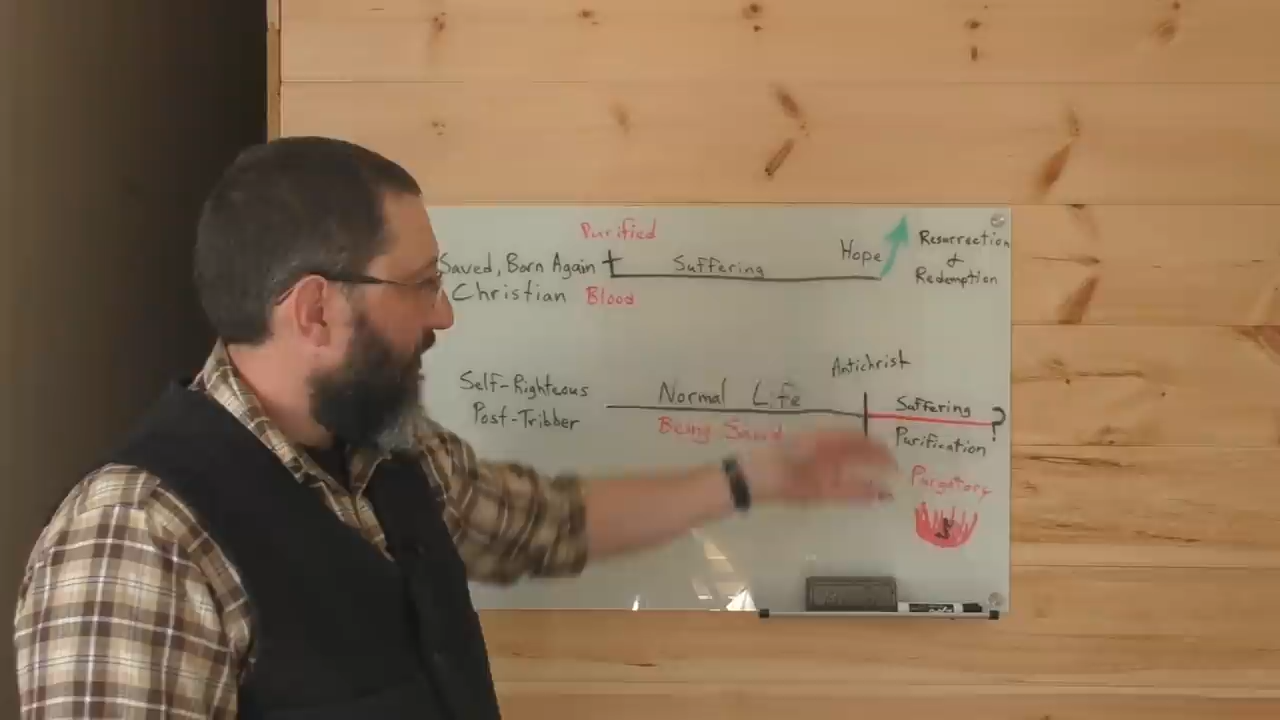 Purified
Saved, Born Again
Suffering
Hope
Resurrection
&
Redemption
Christian
Blood
Antichrist
Self-Righteous
Post-Tribber
Normal Life
Being Saved
Suffering
?
Purification
Purgatory
$